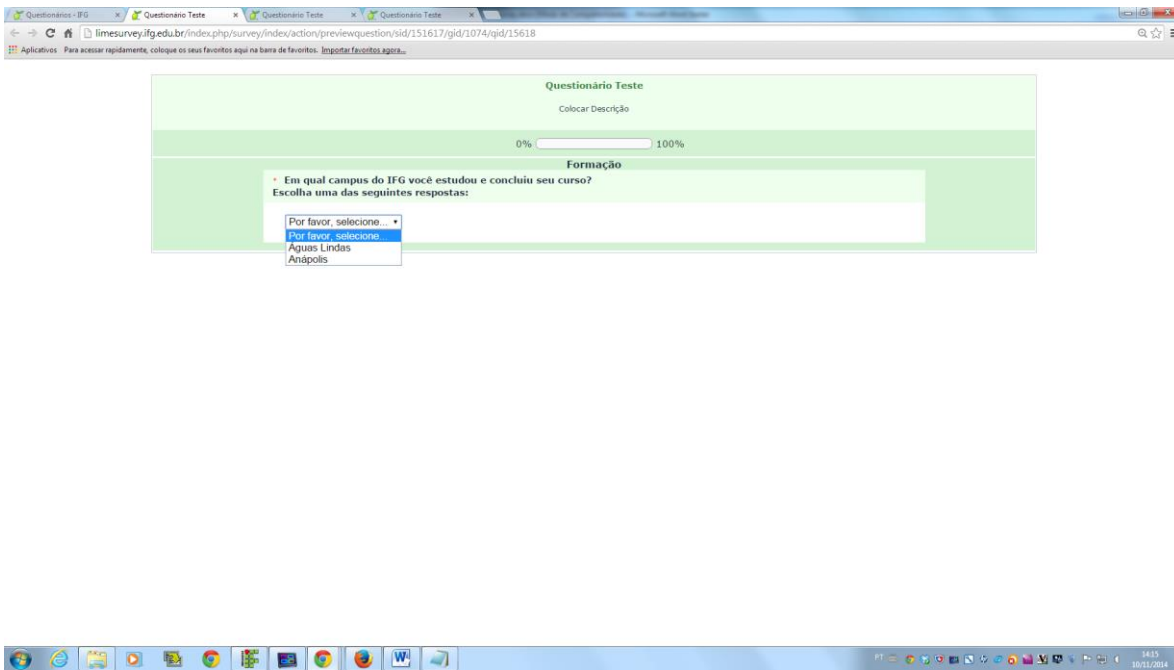 Questionários - IFG
Questionário Teste
Questionário Teste
Questionário Teste
limesurvey.ifg.edu.br/index.php/survey/index/action/previewquestion/sid/151617/gid/1074/qid/15618
Aplicativos Para acessar rapidamente, coloque os seus favoritos aqui na barra de favoritos. Importar favoritos agora...
Questionário Teste
Colocar Descrição
0% 100%
Formação
Em qual campus do IFG você estudou e concluiu seu curso?
Escolha uma das seguintes respostas:
Por favor, selecione...
Por favor, selecione...
Águas Lindas
Anápolis
PT
14:15
10/11/2014